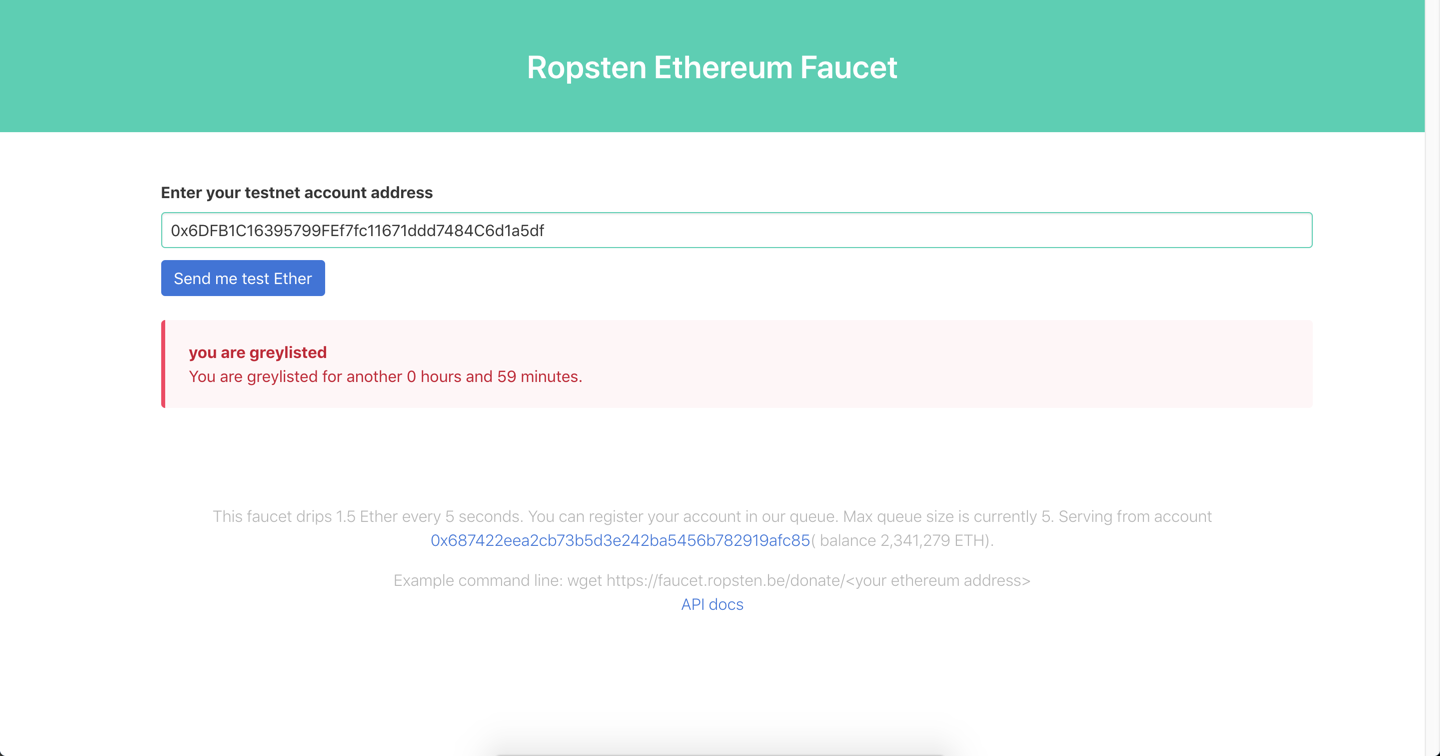 Ropsten Ethereum Faucet
Enter your testnet account address
0x6DFB1C16395799FEf7fc11671ddd7484C6d1a5df
Send me test Ether
you are greylisted
You are greylisted for another 0 hours and 59 minutes.
This faucet drips 1.5 Ether every 5 seconds. You can register your account in our queue. Max queue size is currently 5. Serving from account
0x687422eea2cb73b5d3e242ba5456b782919afc85( balance 2,341,279 ETH).
Example command line: wget https://faucet.ropsten.be/donate/<your ethereum address>
API docs